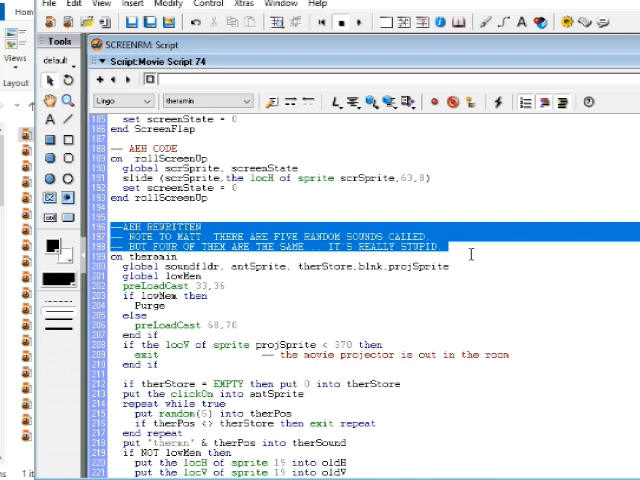 File Edit View Insert Modify Control Xtras Window Help
Home
Views
Layout
1 it
Tools
default
SCREENRM: Script
Script:Movie Script 74
Lingo
theramin
185 set screenState = 0
186 end ScreenFlap
187
188 -- AEH CODE
189 on rollScreenUp
190 global scrSprite, screenState
191 slide (scrSprite,the locH of sprite scrSprite,63,8)
192 set screenState = 0
193 end rollScreenUp
194
195
196 --AEH REWRITTEN
197 -- NOTE TO MATT THERE ARE FIVE RANDOM SOUNDS CALLED.
198 -- BUT FOUR OF THEM ARE THE SAME... IT'S REALLY STUPID.
199 on theramin
200 global soundfldr, antSprite, therStore,blnk,projSprite
201 global lowMem
202 preLoadCast 33,36
203 if lowMem then
204 Purge
205 else
206 preLoadCast 68,70
207 end if
208 if the locV of sprite projSprite < 370 then
209 exit -- the movie projector is out in the room
210 end if
211
212 if therStore = EMPTY then put 0 into therStore
213 put the clickOn into antSprite
214 repeat while true
215 put random(5) into therPos
216 if therPos <> therStore then exit repeat
217 end repeat
218 put "thermn" & therPos into therSound
219 if NOT lowMem then
220 put the locH of sprite 19 into oldH
221 put the locV of sprite 19 into oldV